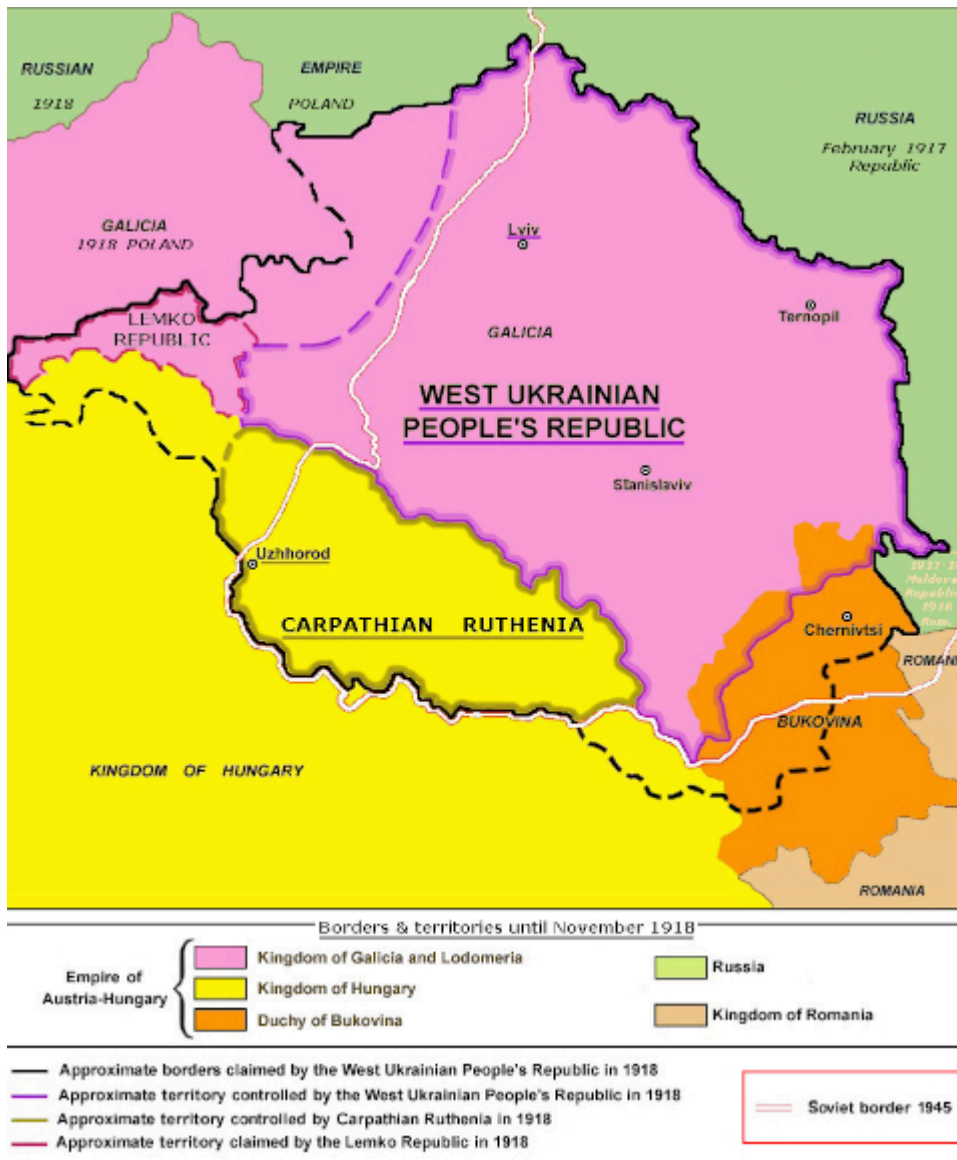 RUSSIAN
1918
EMPIRE
POLAND
RUSSIA
February 1917
Republic
GALICIA
1918 POLAND
Lviv
LEMKO
REPUBLIC
GALICIA
Ternopil
WEST UKRAINIAN
PEOPLE'S REPUBLIC
Stanislaviv
Uzhhorod
CARPATHIAN RUTHENIA
Republic
1918
Rom.
Chernivtsi
ROMANI
BUKOVINA
KINGDOM OF HUNGARY
ROMANIA
Borders & territories until November 1918
Empire of
Austria-Hungary
Kingdom of Galicia and Lodomeria
Kingdom of Hungary
Duchy of Bukovina
Russia
Kingdom of Romania
Approximate borders claimed by the West Ukrainian People's Republic in 1918
Approximate territory controlled by the West Ukrainian People's Republic in 1918
Approximate territory controlled by Carpathian Ruthenia in 1918
Approximate territory claimed by the Lemko Republic in 1918
Soviet border 1945